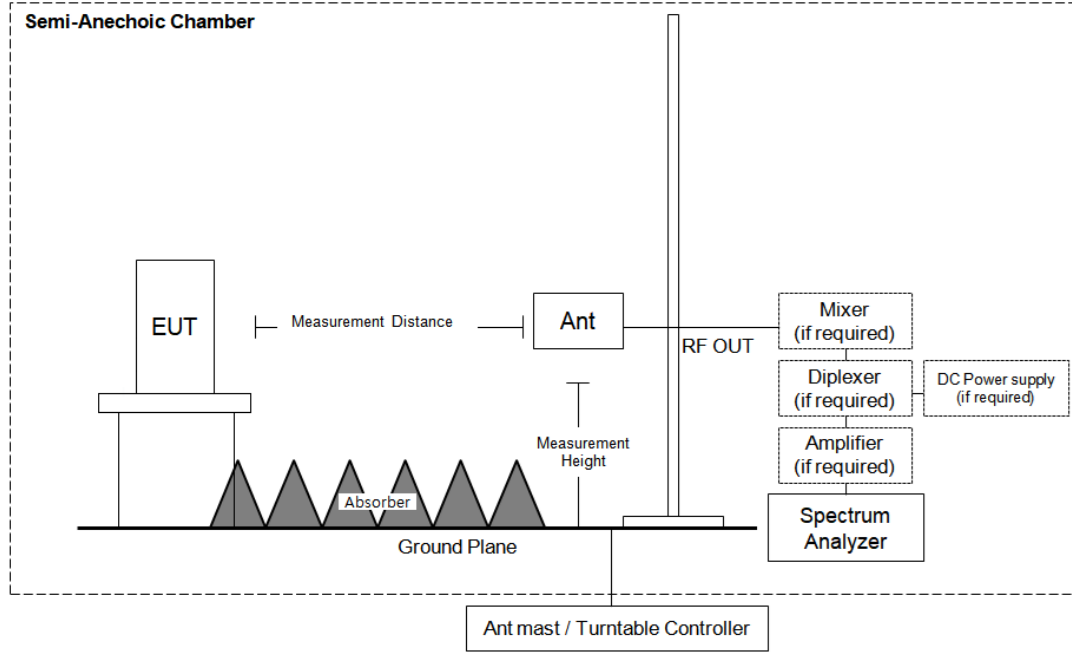 Semi-Anechoic Chamber
EUT
Measurement Distance
Ant
RF OUT
Mixer
(if required)
Diplexer
(if required)
DC Power supply
(if required)
Amplifier
(if required)
Measurement
Height
Absorber
Spectrum
Analyzer
Ground Plane
Ant mast / Turntable Controller